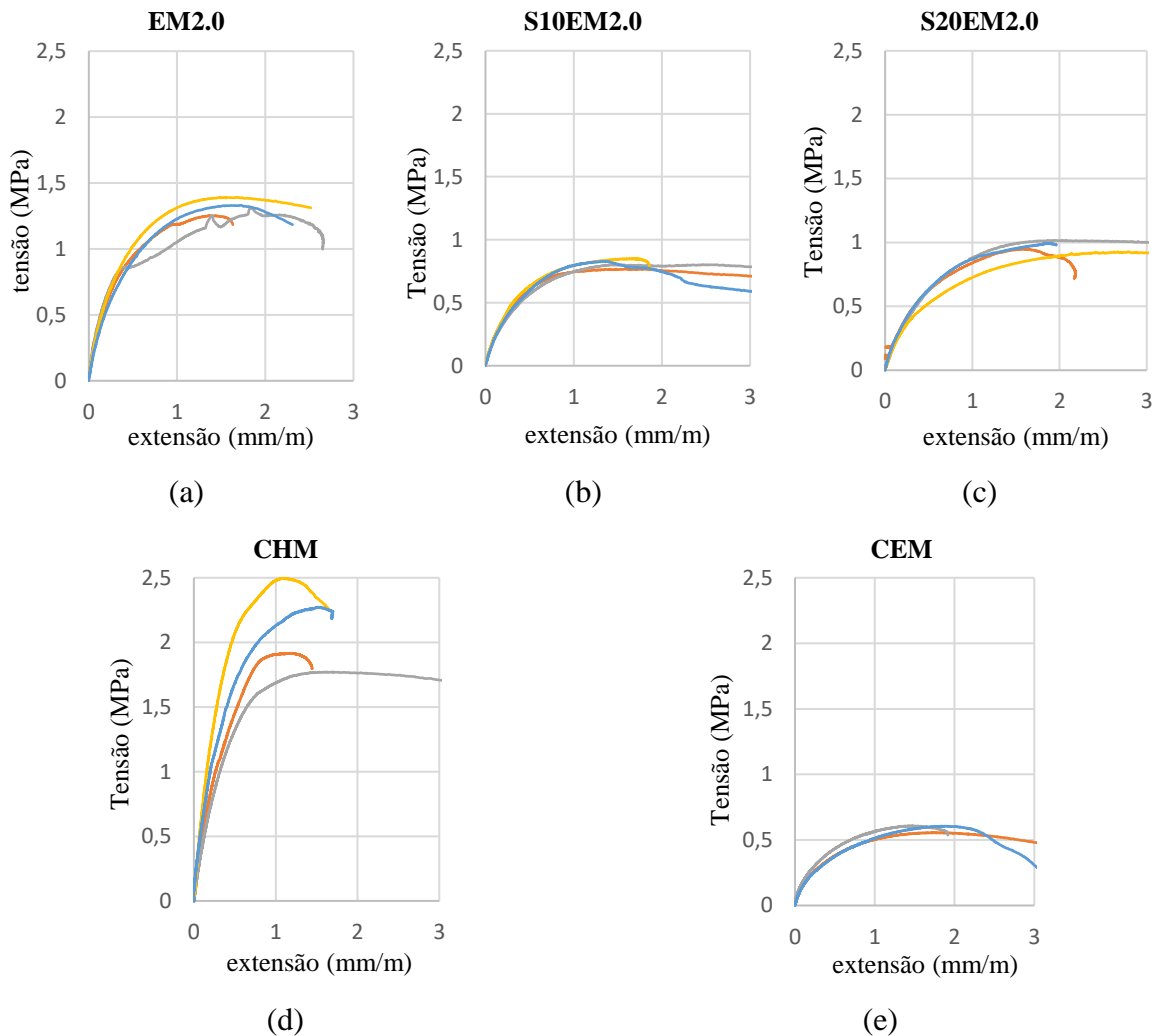 EM2.0
2,5
2
1,5
1
0,5
0
0 1 2 3
tensão (MPa)
extensão (mm/m)
(a)
S10EM2.0
2,5
2
1,5
1
0,5
0
0 1 2 3
Tensão (MPa)
extensão (mm/m)
(b)
S20EM2.0
2,5
2
1,5
1
0,5
0
0 1 2 3
Tensão (MPa)
extensão (mm/m)
(c)
CHM
2,5
2
1,5
1
0,5
0
0 1 2 3
Tensão (MPa)
extensão (mm/m)
(d)
CEM
2,5
2
1,5
1
0,5
0
0 1 2 3
Tensão (MPa)
extensão (mm/m)
(e)